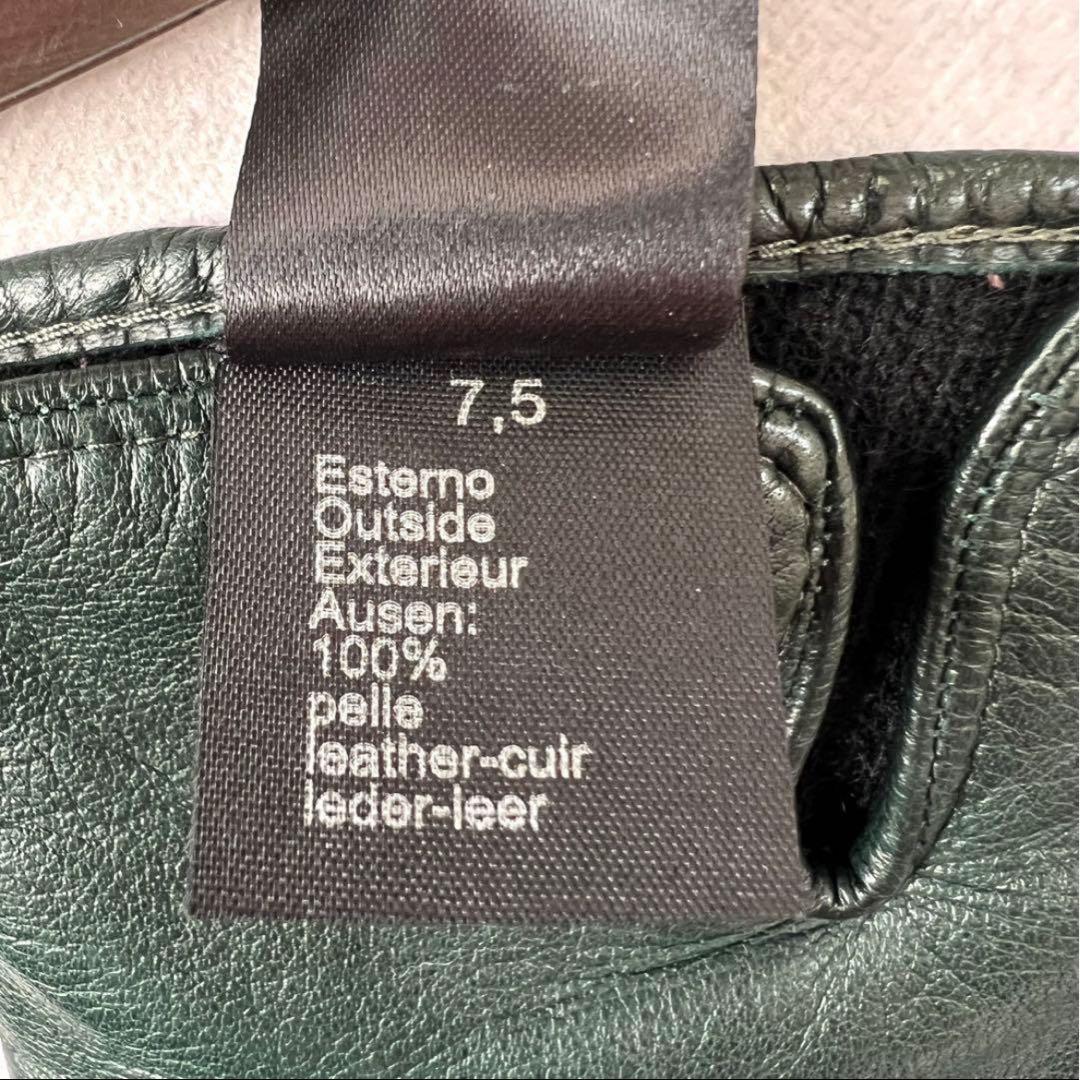 7,5
Esterno
Outside
Exterieur
Ausen:
100%
pelle
leather-cuir
leder-leer